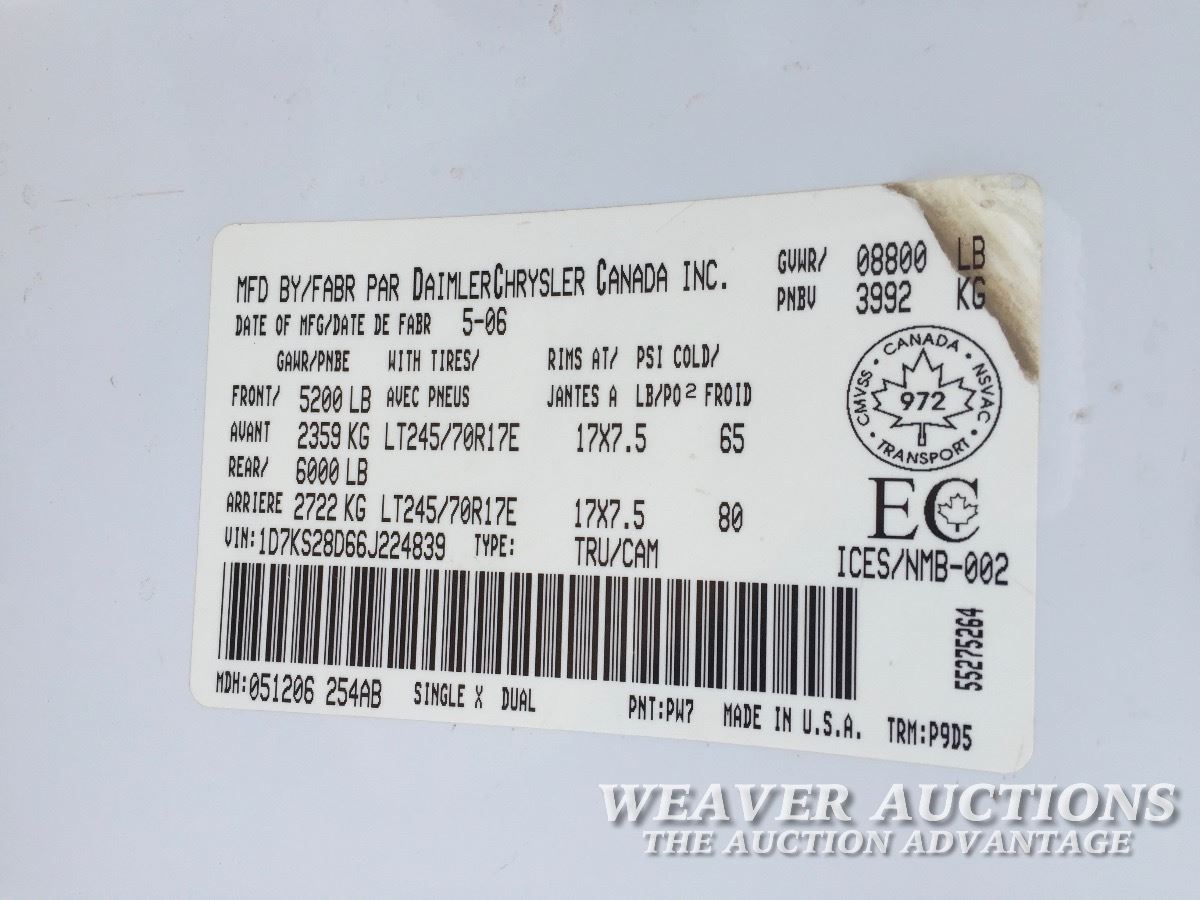 MFD BY/FABR PAR DAIMLERCHRYSLER CANADA INC.
GVWR/ 08800 LB
PNBV 3992 KG
DATE OF MFG/DATE DE FABR 5-06
GAWR/PNBE WITH TIRES/ RIMS AT/ PSI COLD/
FRONT/ 5200 LB AVEC PNEUS JANTES A LB/PO² FROID
AVANT 2359 KG LT245/70R17E 17X7.5 65
REAR/ 6000 LB
ARRIERE 2722 KG LT245/70R17E 17X7.5 80
VIN:1D7KS28D66J224839 TYPE: TRU/CAM
CANADA
CMVSS 972 NSVAC
TRANSPORT
EC
ICES/NMB-002
55275264
MDH:051206 254AB SINGLE X DUAL PNT:PW7 MADE IN U.S.A. TRM:P9D5
WEAVER AUCTIONS
THE AUCTION ADVANTAGE